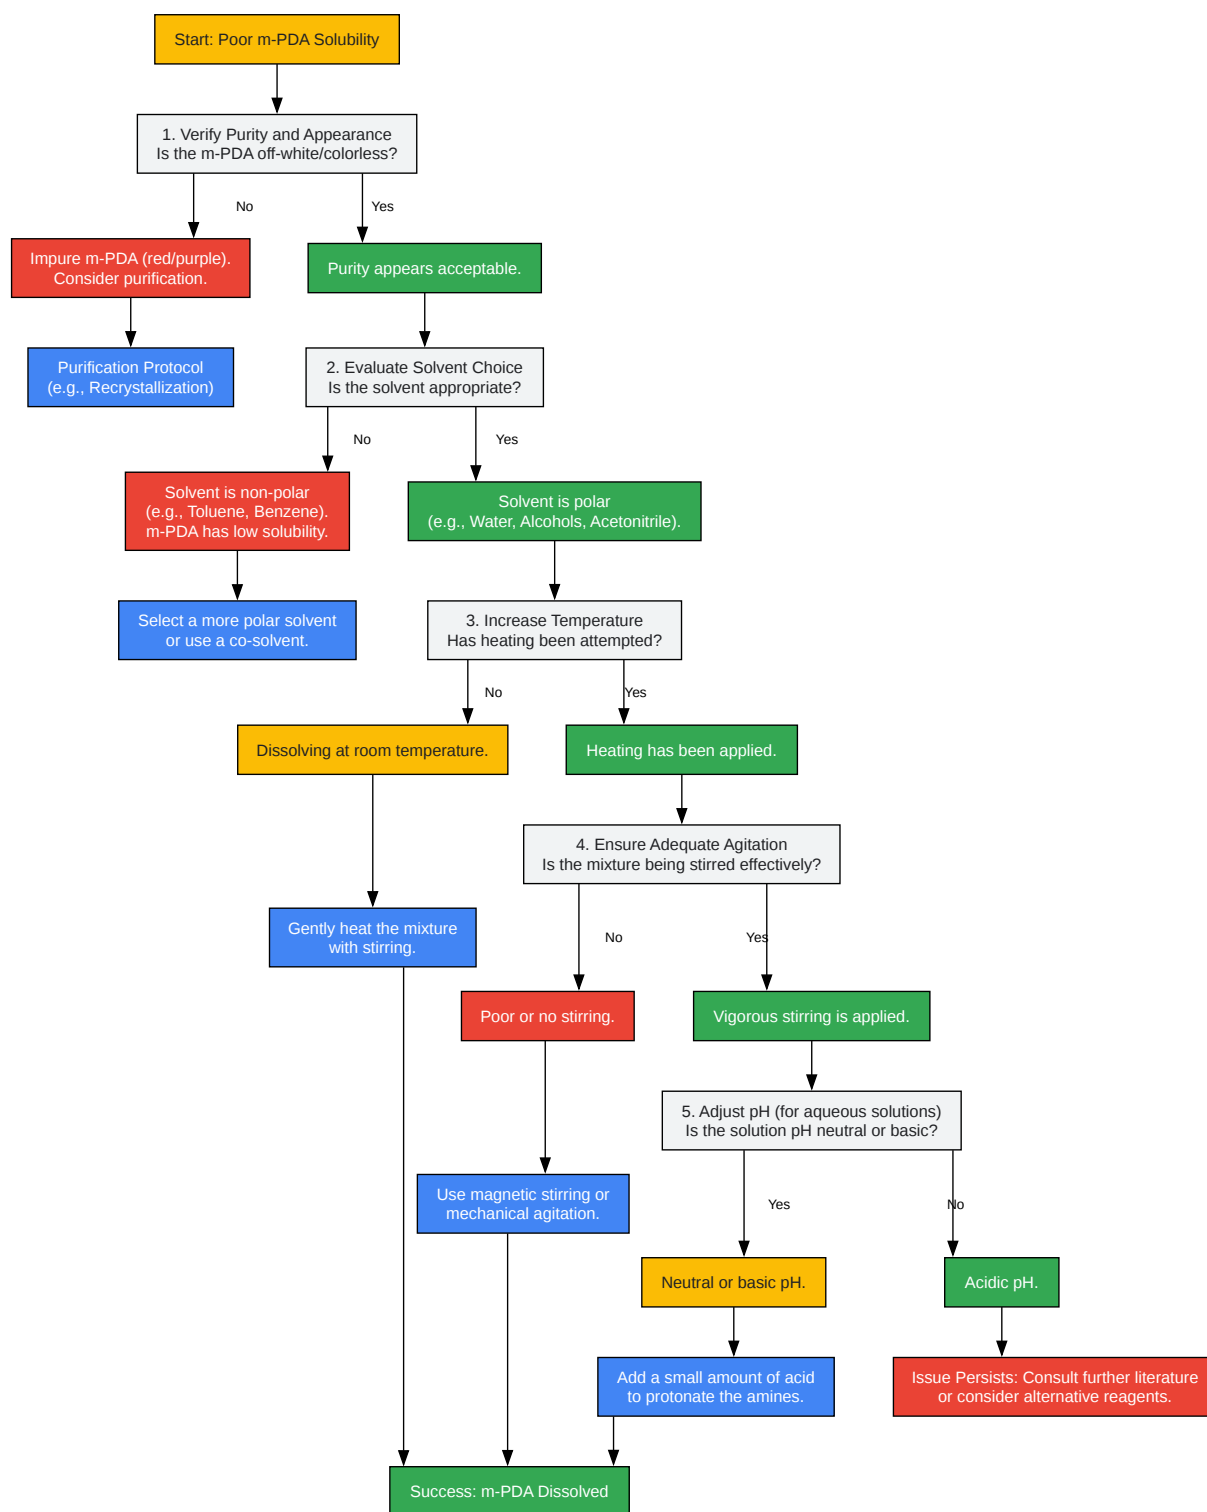 Start: Poor m-PDA Solubility
1. Verify Purity and Appearance
Is the m-PDA off-white/colorless?
No
Yes
Impure m-PDA (red/purple).
Consider purification.
Purity appears acceptable.
Purification Protocol
(e.g., Recrystallization)
2. Evaluate Solvent Choice
Is the solvent appropriate?
No
Yes
Solvent is non-polar
(e.g., Toluene, Benzene).
m-PDA has low solubility.
Solvent is polar
(e.g., Water, Alcohols, Acetonitrile).
Select a more polar solvent
or use a co-solvent.
3. Increase Temperature
Has heating been attempted?
No
Yes
Dissolving at room temperature.
Heating has been applied.
4. Ensure Adequate Agitation
Is the mixture being stirred effectively?
Gently heat the mixture
with stirring.
No
Yes
Poor or no stirring.
Vigorous stirring is applied.
5. Adjust pH (for aqueous solutions)
Is the solution pH neutral or basic?
Use magnetic stirring or
mechanical agitation.
Yes
No
Neutral or basic pH.
Acidic pH.
Add a small amount of acid
to protonate the amines.
Issue Persists: Consult further literature
or consider alternative reagents.
Success: m-PDA Dissolved